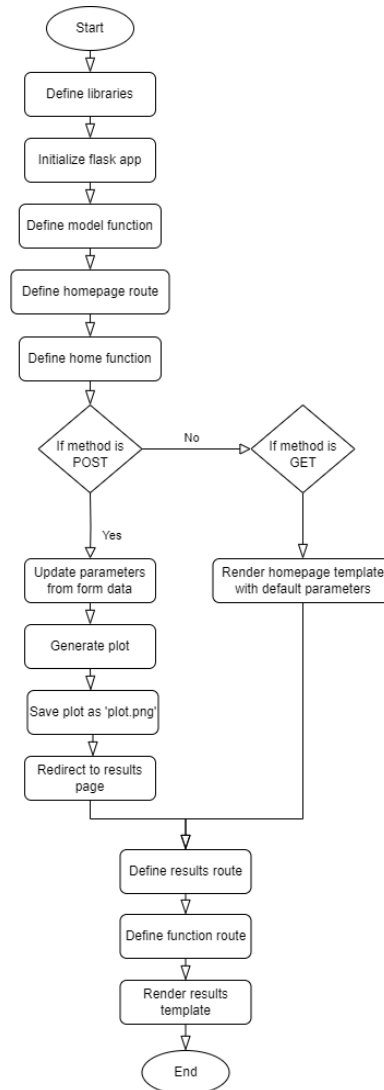 Start
Define libraries
Initialize flask app
Define model function
Define homepage route
Define home function
If method is
POST
No
If method is
GET
Yes
Update parameters
from form data
Render homepage template
with default parameters
Generate plot
Save plot as 'plot.png'
Redirect to results
page
Define results route
Define function route
Render results
template
End